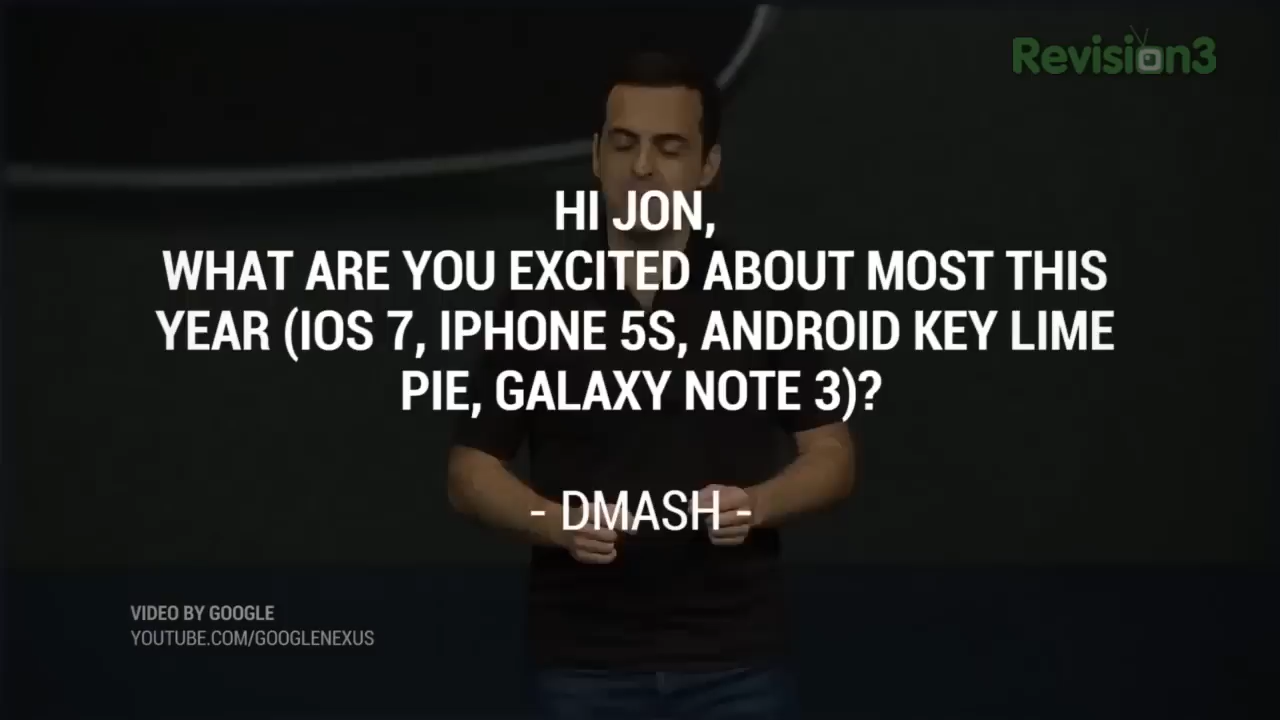 Revision3
HI JON,
WHAT ARE YOU EXCITED ABOUT MOST THIS
YEAR (IOS 7, IPHONE 5S, ANDROID KEY LIME
PIE, GALAXY NOTE 3)?
- DMASH -
VIDEO BY GOOGLE
YOUTUBE.COM/GOOGLENEXUS